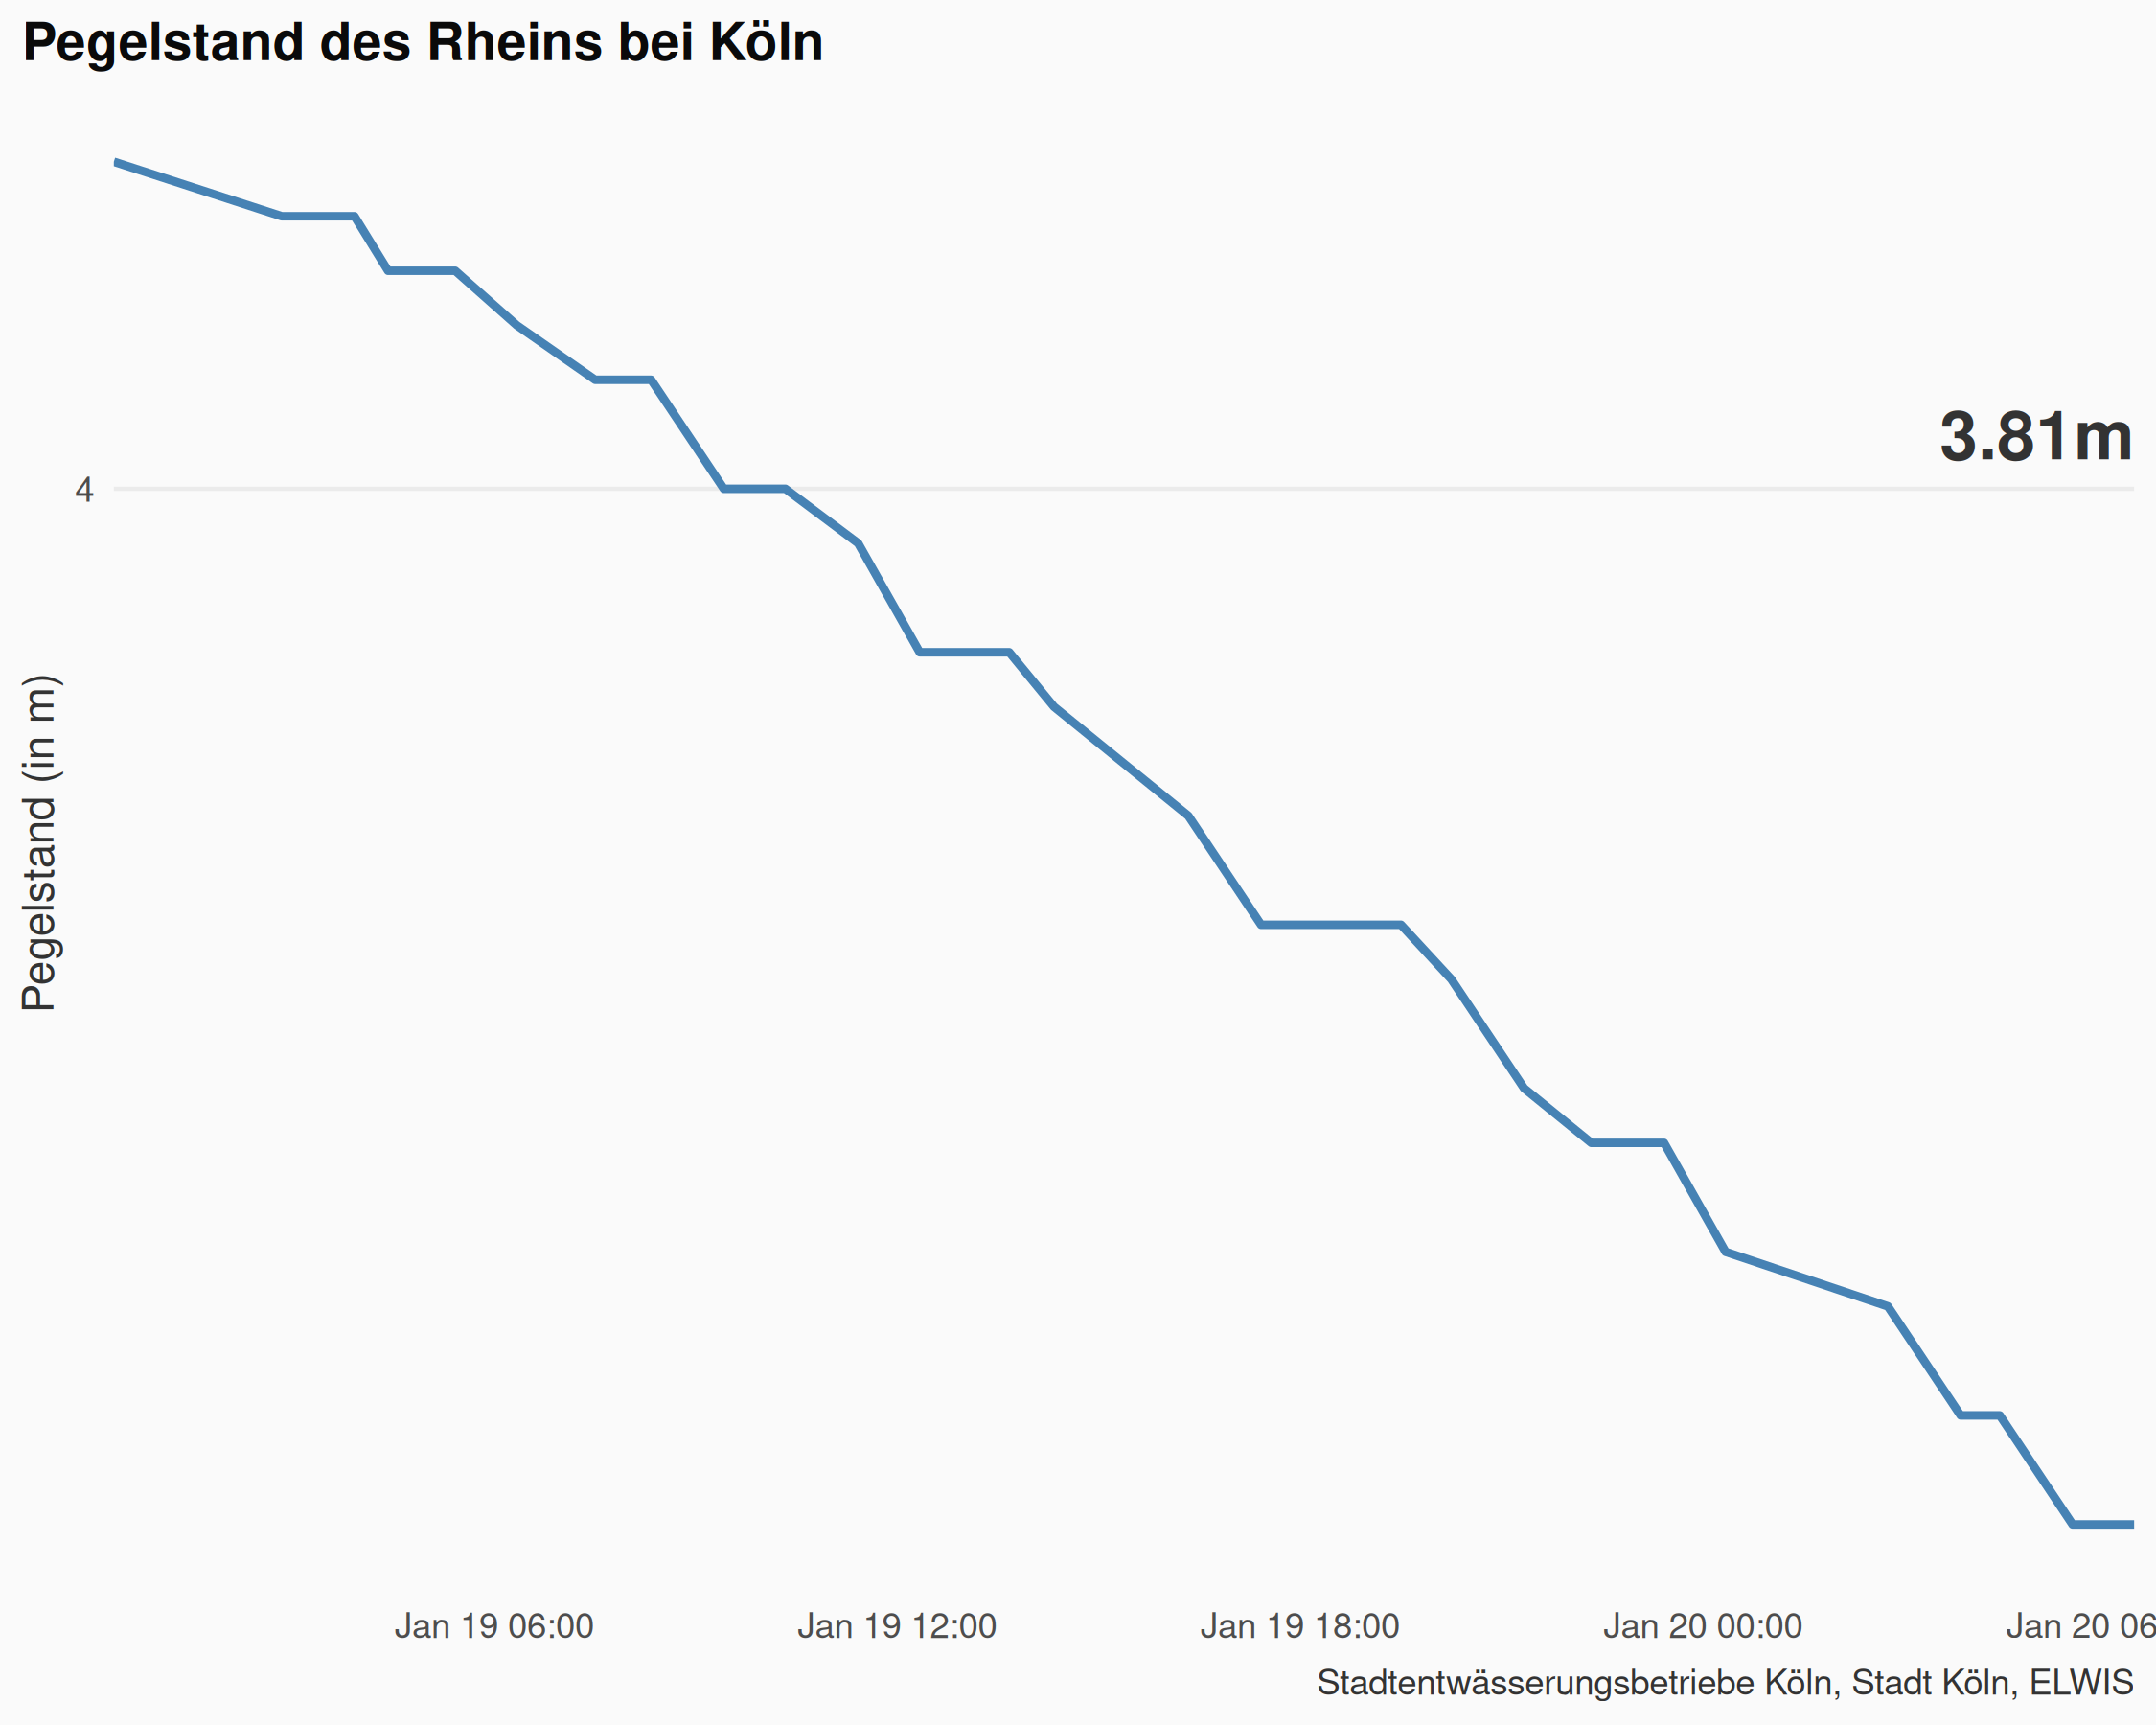 Pegelstand des Rheins bei Köln
3.81m
4
Pegelstand (in m)
Jan 19 06:00
Jan 19 12:00
Jan 19 18:00
Jan 20 00:00
Jan 20 06
Stadtentwässerungsbetriebe Köln, Stadt Köln, ELWIS